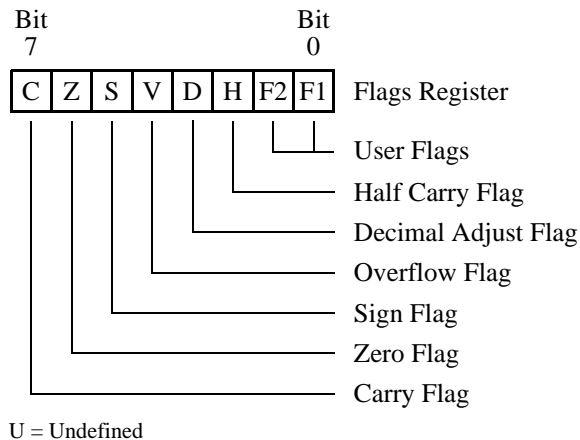 Bit Bit
7 0
C Z S V D H F2 F1 Flags Register
User Flags
Half Carry Flag
Decimal Adjust Flag
Overflow Flag
Sign Flag
Zero Flag
Carry Flag
U = Undefined